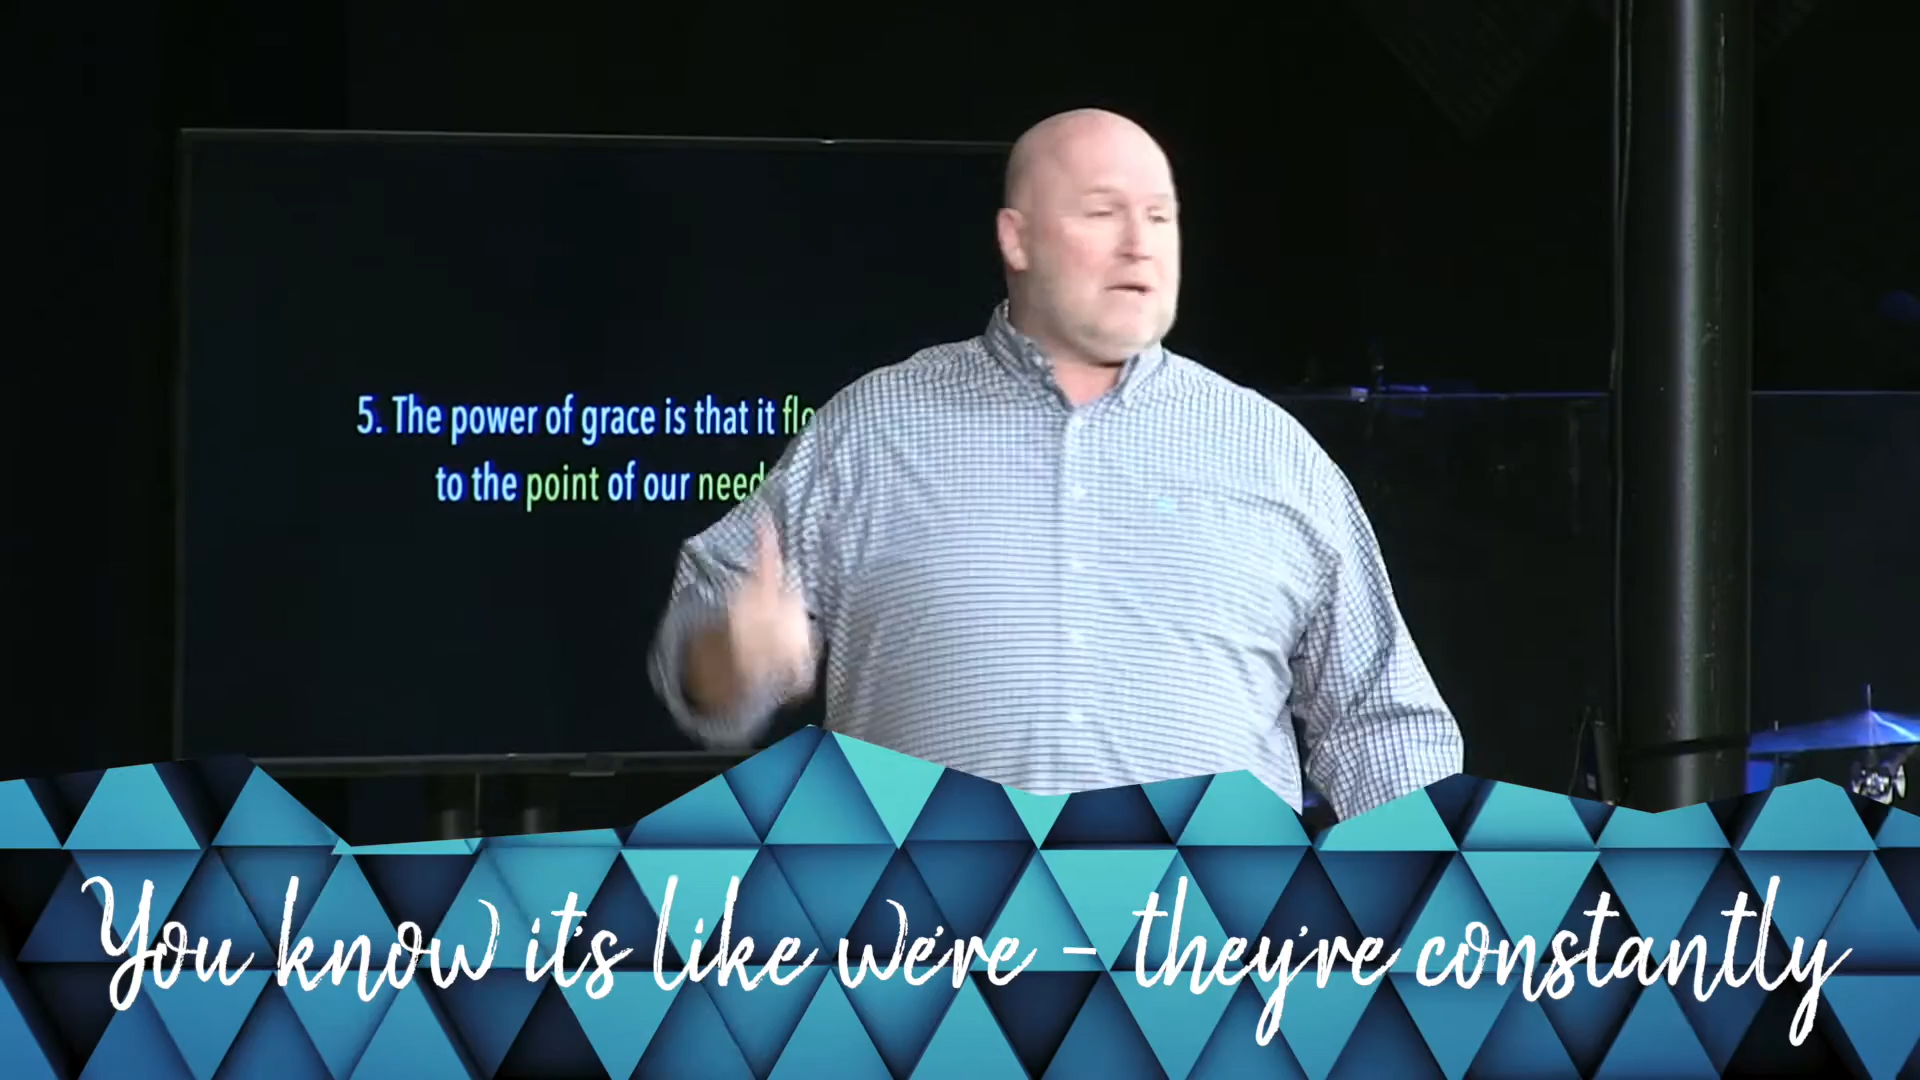 5. The power of grace is that it
to the point of our need
You know it's like we're - they're constantly